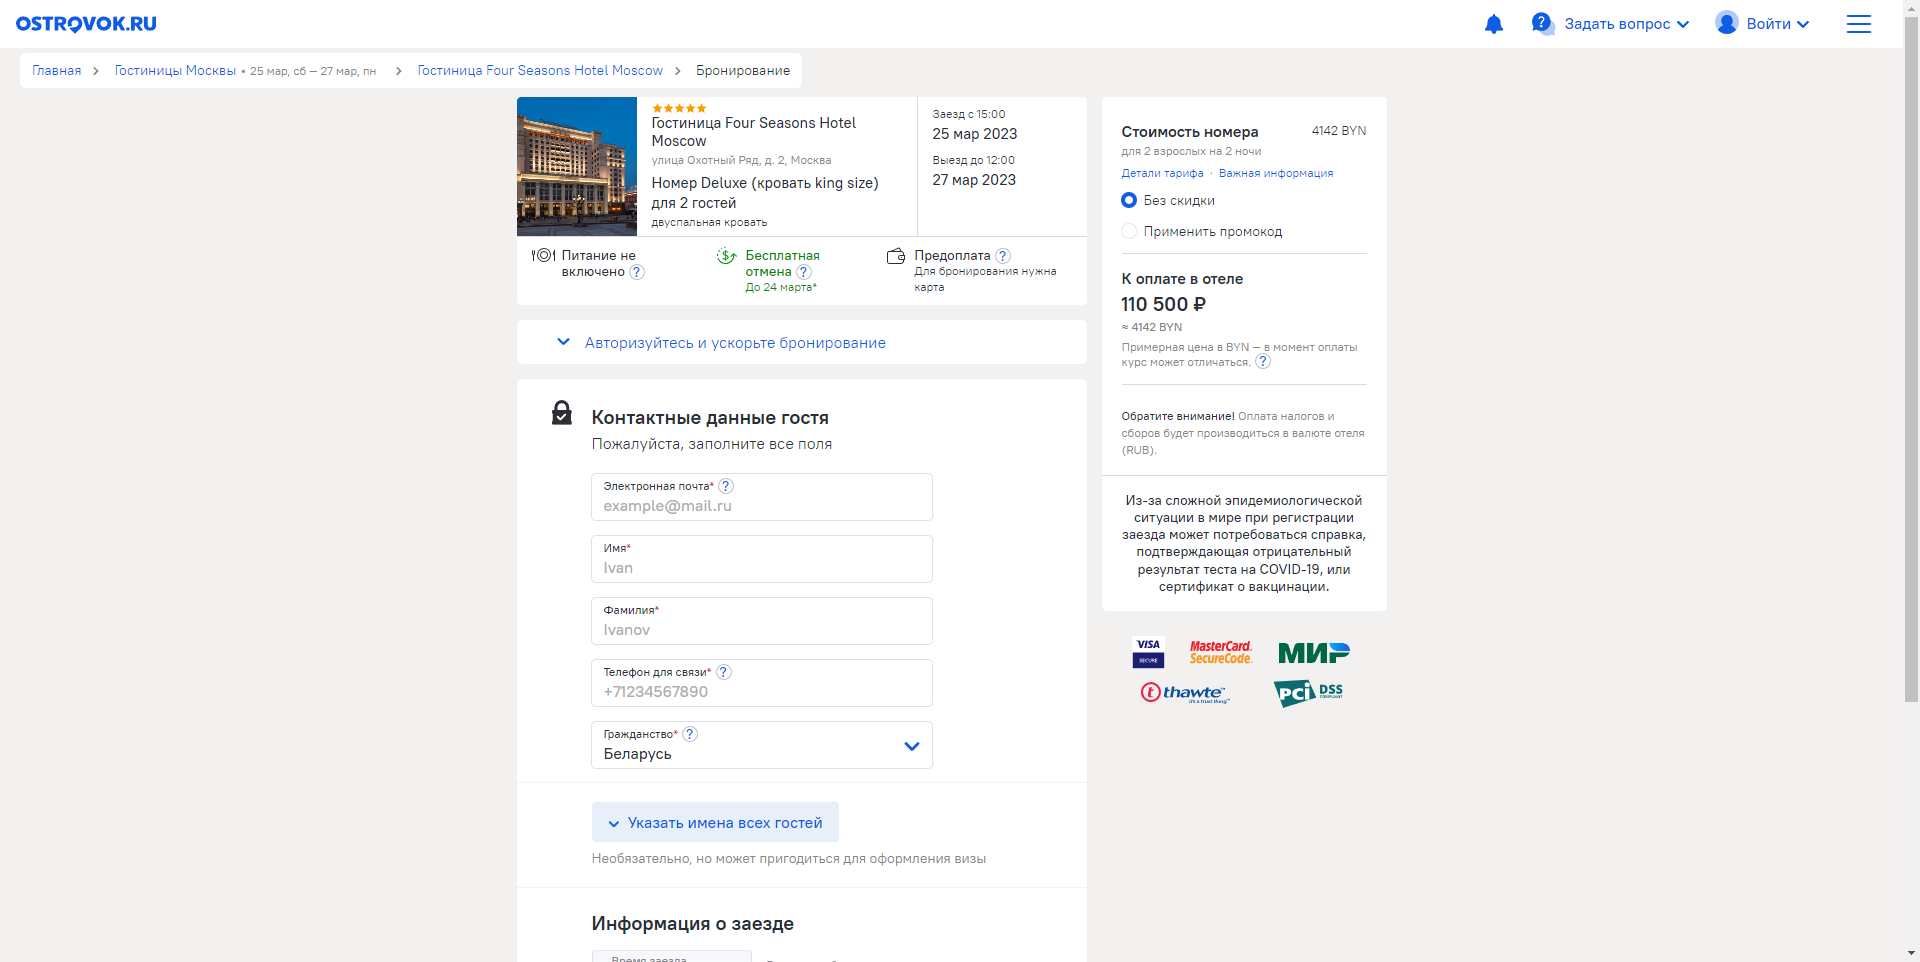 OSTROVOK.RU
Задать вопрос
Войти
Главная
Гостиницы Москвы • 25 мар, сб — 27 мар, пн
Гостиница Four Seasons Hotel Moscow
Бронирование
Гостиница Four Seasons Hotel
Moscow
улица Охотный Ряд, д. 2, Москва
Номер Deluxe (кровать king size)
для 2 гостей
двуспальная кровать
Заезд с 15:00
25 мар 2023
Выезд до 12:00
27 мар 2023
Питание не
включено ?
Бесплатная
отмена ?
До 24 марта*
Предоплата ?
Для бронирования нужна
карта
Авторизуйтесь и ускорьте бронирование
Контактные данные гостя
Пожалуйста, заполните все поля
Электронная почта* ?
example@mail.ru
Имя*
Ivan
Фамилия*
Ivanov
Телефон для связи* ?
+71234567890
Гражданство* ?
Беларусь
Указать имена всех гостей
Необязательно, но может пригодиться для оформления визы
Информация о заезде
Время заезда
Стоимость номера 4142 BYN
для 2 взрослых на 2 ночи
Детали тарифа · Важная информация
Без скидки
Применить промокод
К оплате в отеле
110 500 ₽
≈ 4142 BYN
Примерная цена в BYN — в момент оплаты
курс может отличаться. ?
Обратите внимание! Оплата налогов и
сборов будет производиться в валюте отеля
(RUB).
Из-за сложной эпидемиологической
ситуации в мире при регистрации
заезда может потребоваться справка,
подтверждающая отрицательный
результат теста на COVID-19, или
сертификат о вакцинации.
VISA
SECURE
MasterCard.
SecureCode.
МИР
thawte™
it's a trust thing™
PCI DSS
COMPLIANT